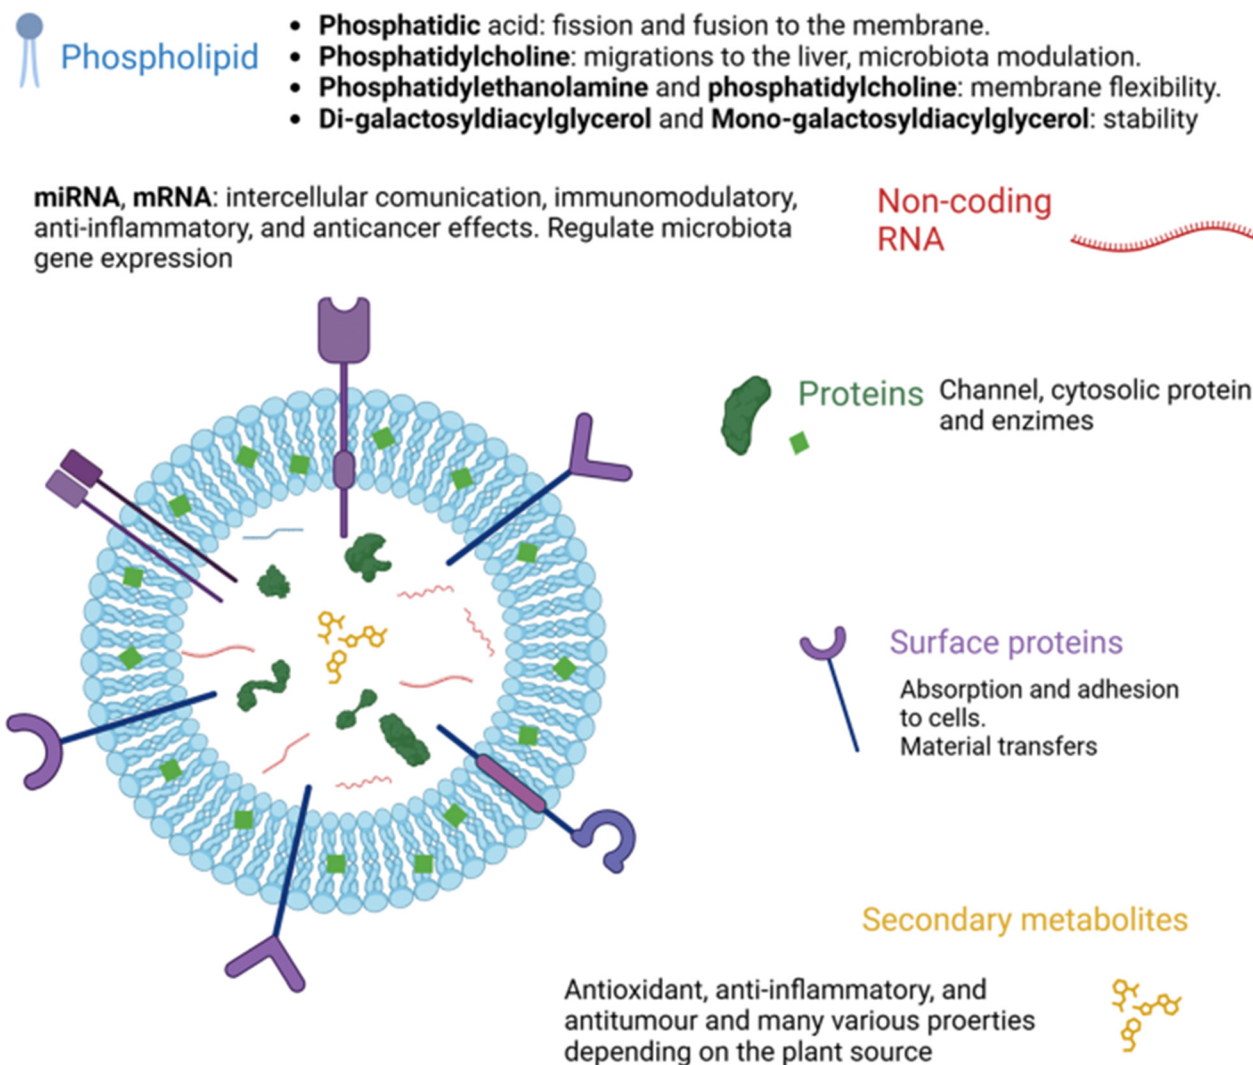 Phospholipid
• Phosphatidic acid: fission and fusion to the membrane.
• Phosphatidylcholine: migrations to the liver, microbiota modulation.
• Phosphatidylethanolamine and phosphatidylcholine: membrane flexibility.
• Di-galactosyldiacylglycerol and Mono-galactosyldiacylglycerol: stability
miRNA, mRNA: intercellular comunication, immunomodulatory,
anti-inflammatory, and anticancer effects. Regulate microbiota
gene expression
Non-coding
RNA
Proteins
Channel, cytosolic protein
and enzimes
Surface proteins
Absorption and adhesion
to cells.
Material transfers
Secondary metabolites
Antioxidant, anti-inflammatory, and
antitumour and many various proerties
depending on the plant source